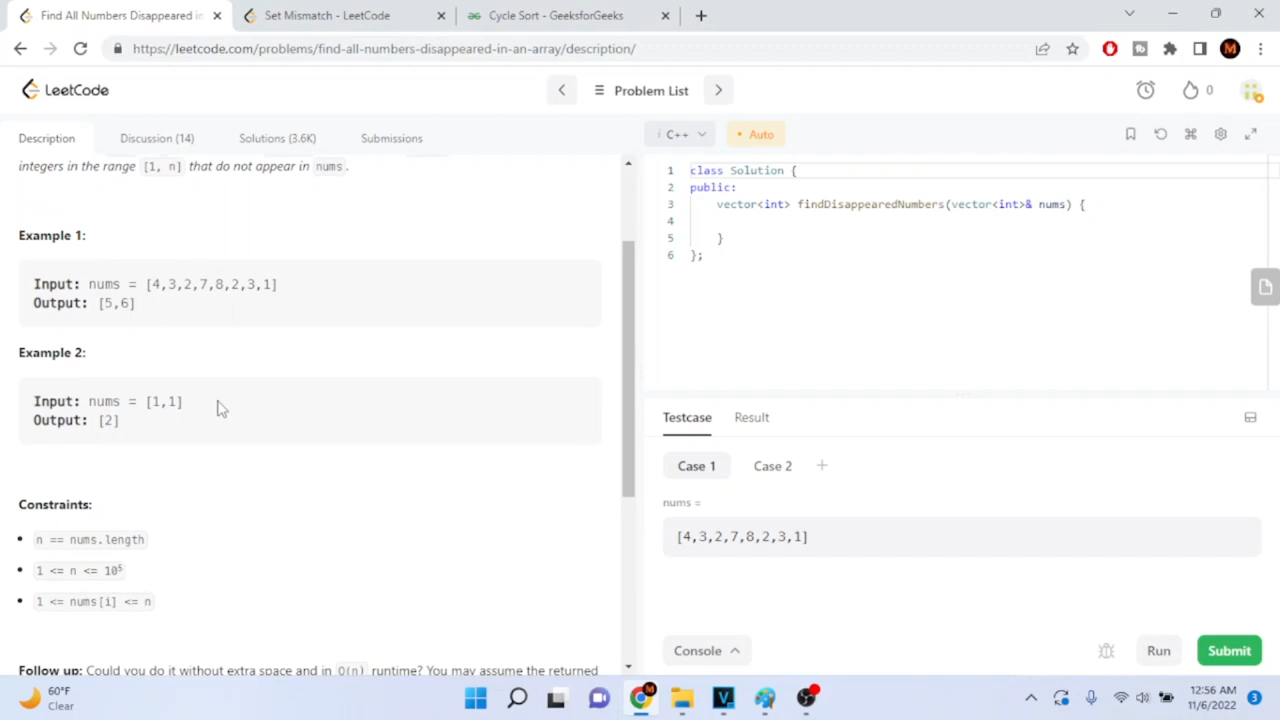 Find All Numbers Disappeared in
Set Mismatch - LeetCode
Cycle Sort - GeeksforGeeks
https://leetcode.com/problems/find-all-numbers-disappeared-in-an-array/description/
M
LeetCode
Problem List
0
Description
Discussion (14)
Solutions (3.6K)
Submissions
i C++
• Auto
integers in the range [1, n] that do not appear in nums.
Example 1:
Input: nums = [4,3,2,7,8,2,3,1]
Output: [5,6]
Example 2:
Input: nums = [1,1]
Output: [2]
Constraints:
• n == nums.length
• 1 <= n <= 10⁵
• 1 <= nums[i] <= n
Follow up: Could you do it without extra space and in O(n) runtime? You may assume the returned
1 class Solution {
2 public:
3 vector<int> findDisappearedNumbers(vector<int>& nums) {
4
5 }
6 };
Testcase
Result
Case 1
Case 2
nums =
[4,3,2,7,8,2,3,1]
Console
Run
Submit
60°F
Clear
12:56 AM
11/6/2022
3